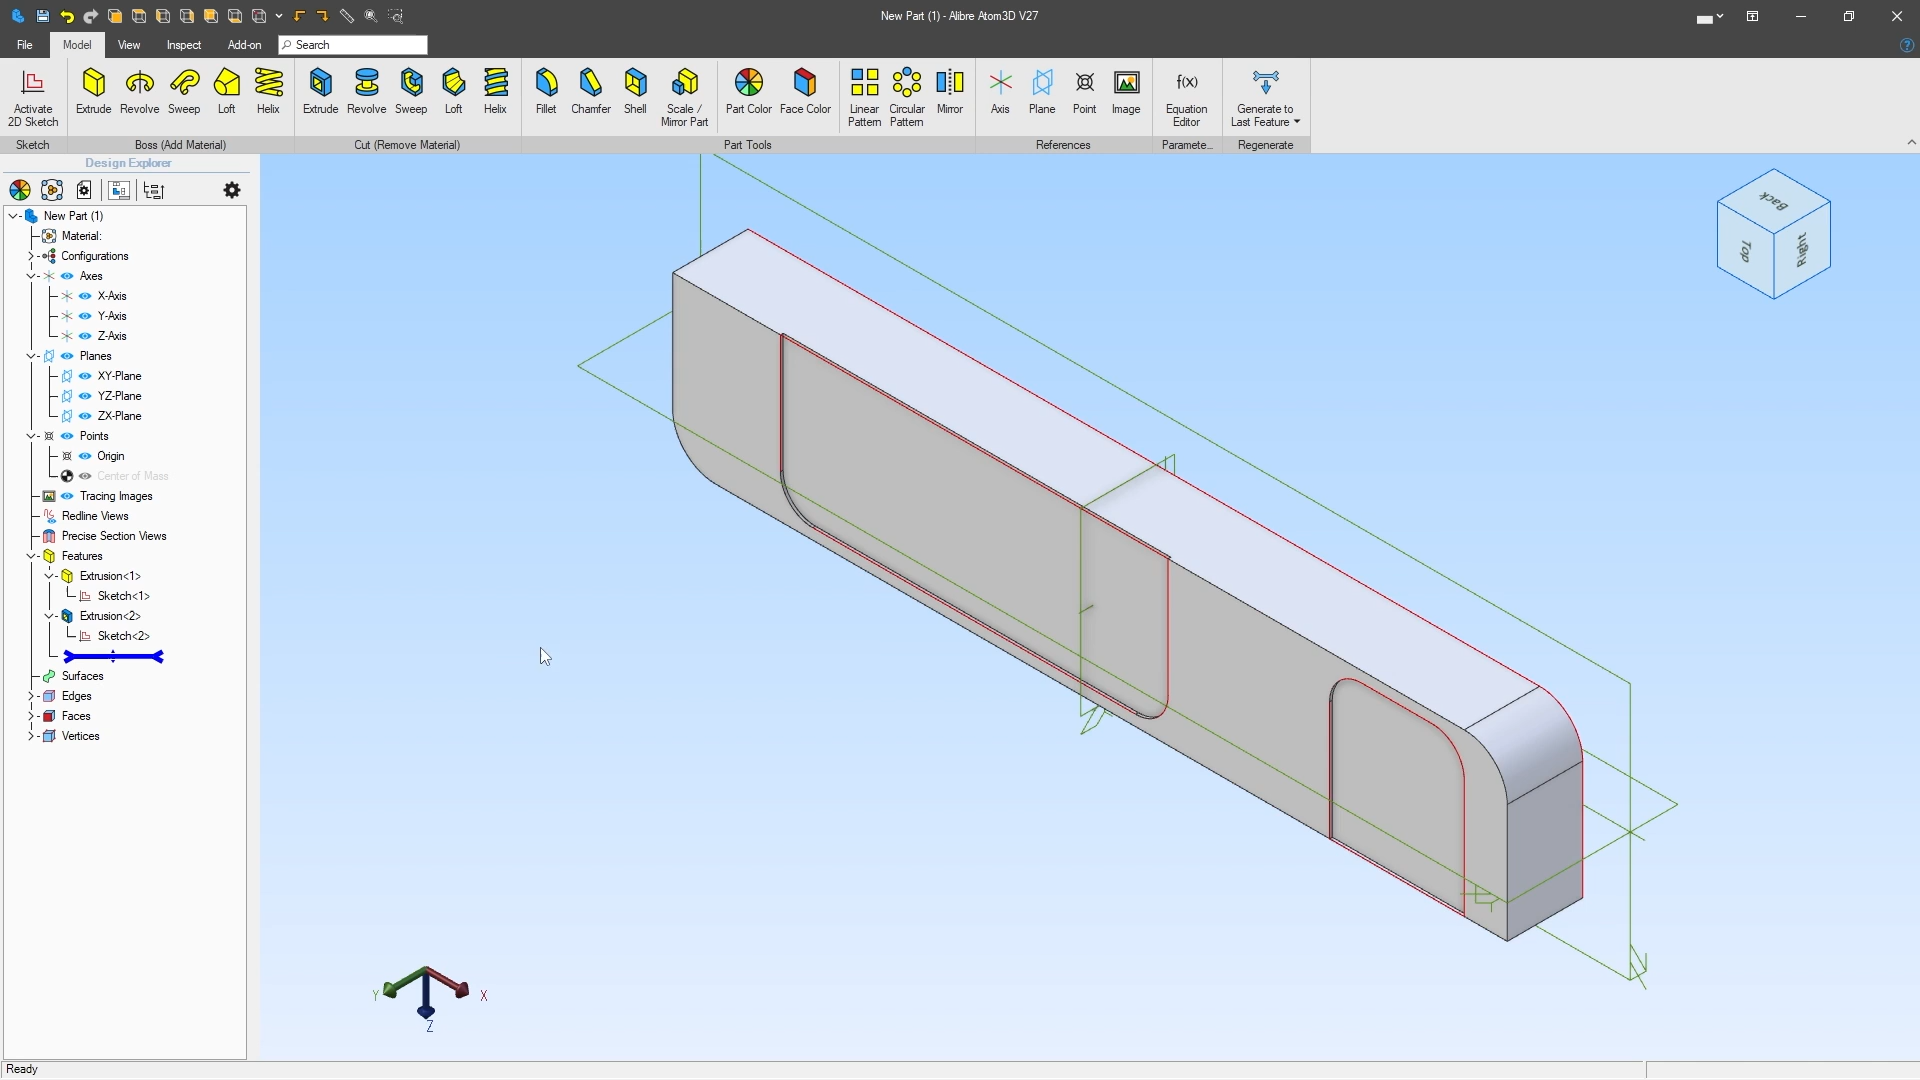 New Part (1) - Alibre Atom3D V27
File
Model
View
Inspect
Add-on
Search
Activate
2D Sketch
Extrude
Revolve
Sweep
Loft
Helix
Extrude
Revolve
Sweep
Loft
Helix
Fillet
Chamfer
Shell
Scale /
Mirror Part
Part Color
Face Color
Linear
Pattern
Circular
Pattern
Mirror
Axis
Plane
Point
Image
f(x)
Equation
Editor
Generate to
Last Feature
Sketch
Boss (Add Material)
Cut (Remove Material)
Part Tools
References
Paramete...
Regenerate
Design Explorer
New Part (1)
Material:
Configurations
Axes
X-Axis
Y-Axis
Z-Axis
Planes
XY-Plane
YZ-Plane
ZX-Plane
Points
Origin
Center of Mass
Tracing Images
Redline Views
Precise Section Views
Features
Extrusion<1>
Sketch<1>
Extrusion<2>
Sketch<2>
Surfaces
Edges
Faces
Vertices
Back
Top
Right
Y
X
Z
Ready